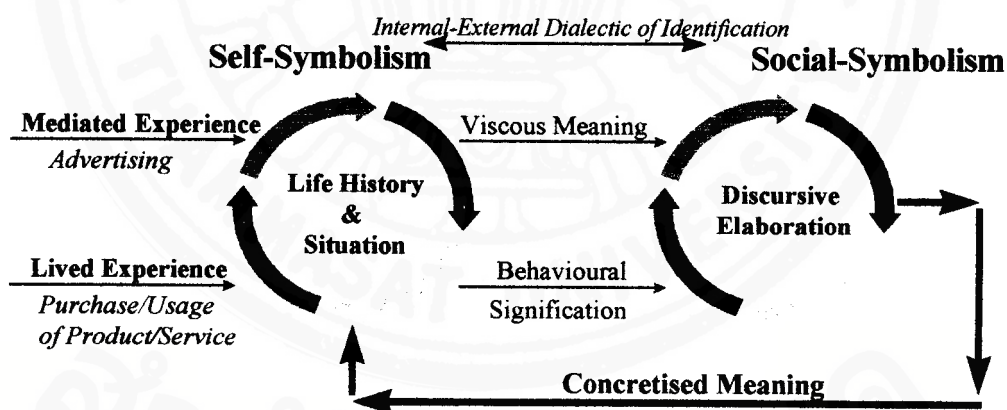 Internal-External Dialectic of Identification
Self-Symbolism
Social-Symbolism
Mediated Experience
Advertising
Viscous Meaning
Life History
&
Situation
Discursive
Elaboration
Lived Experience
Purchase/Usage
of Product/Service
Behavioural
Signification
Concretised Meaning